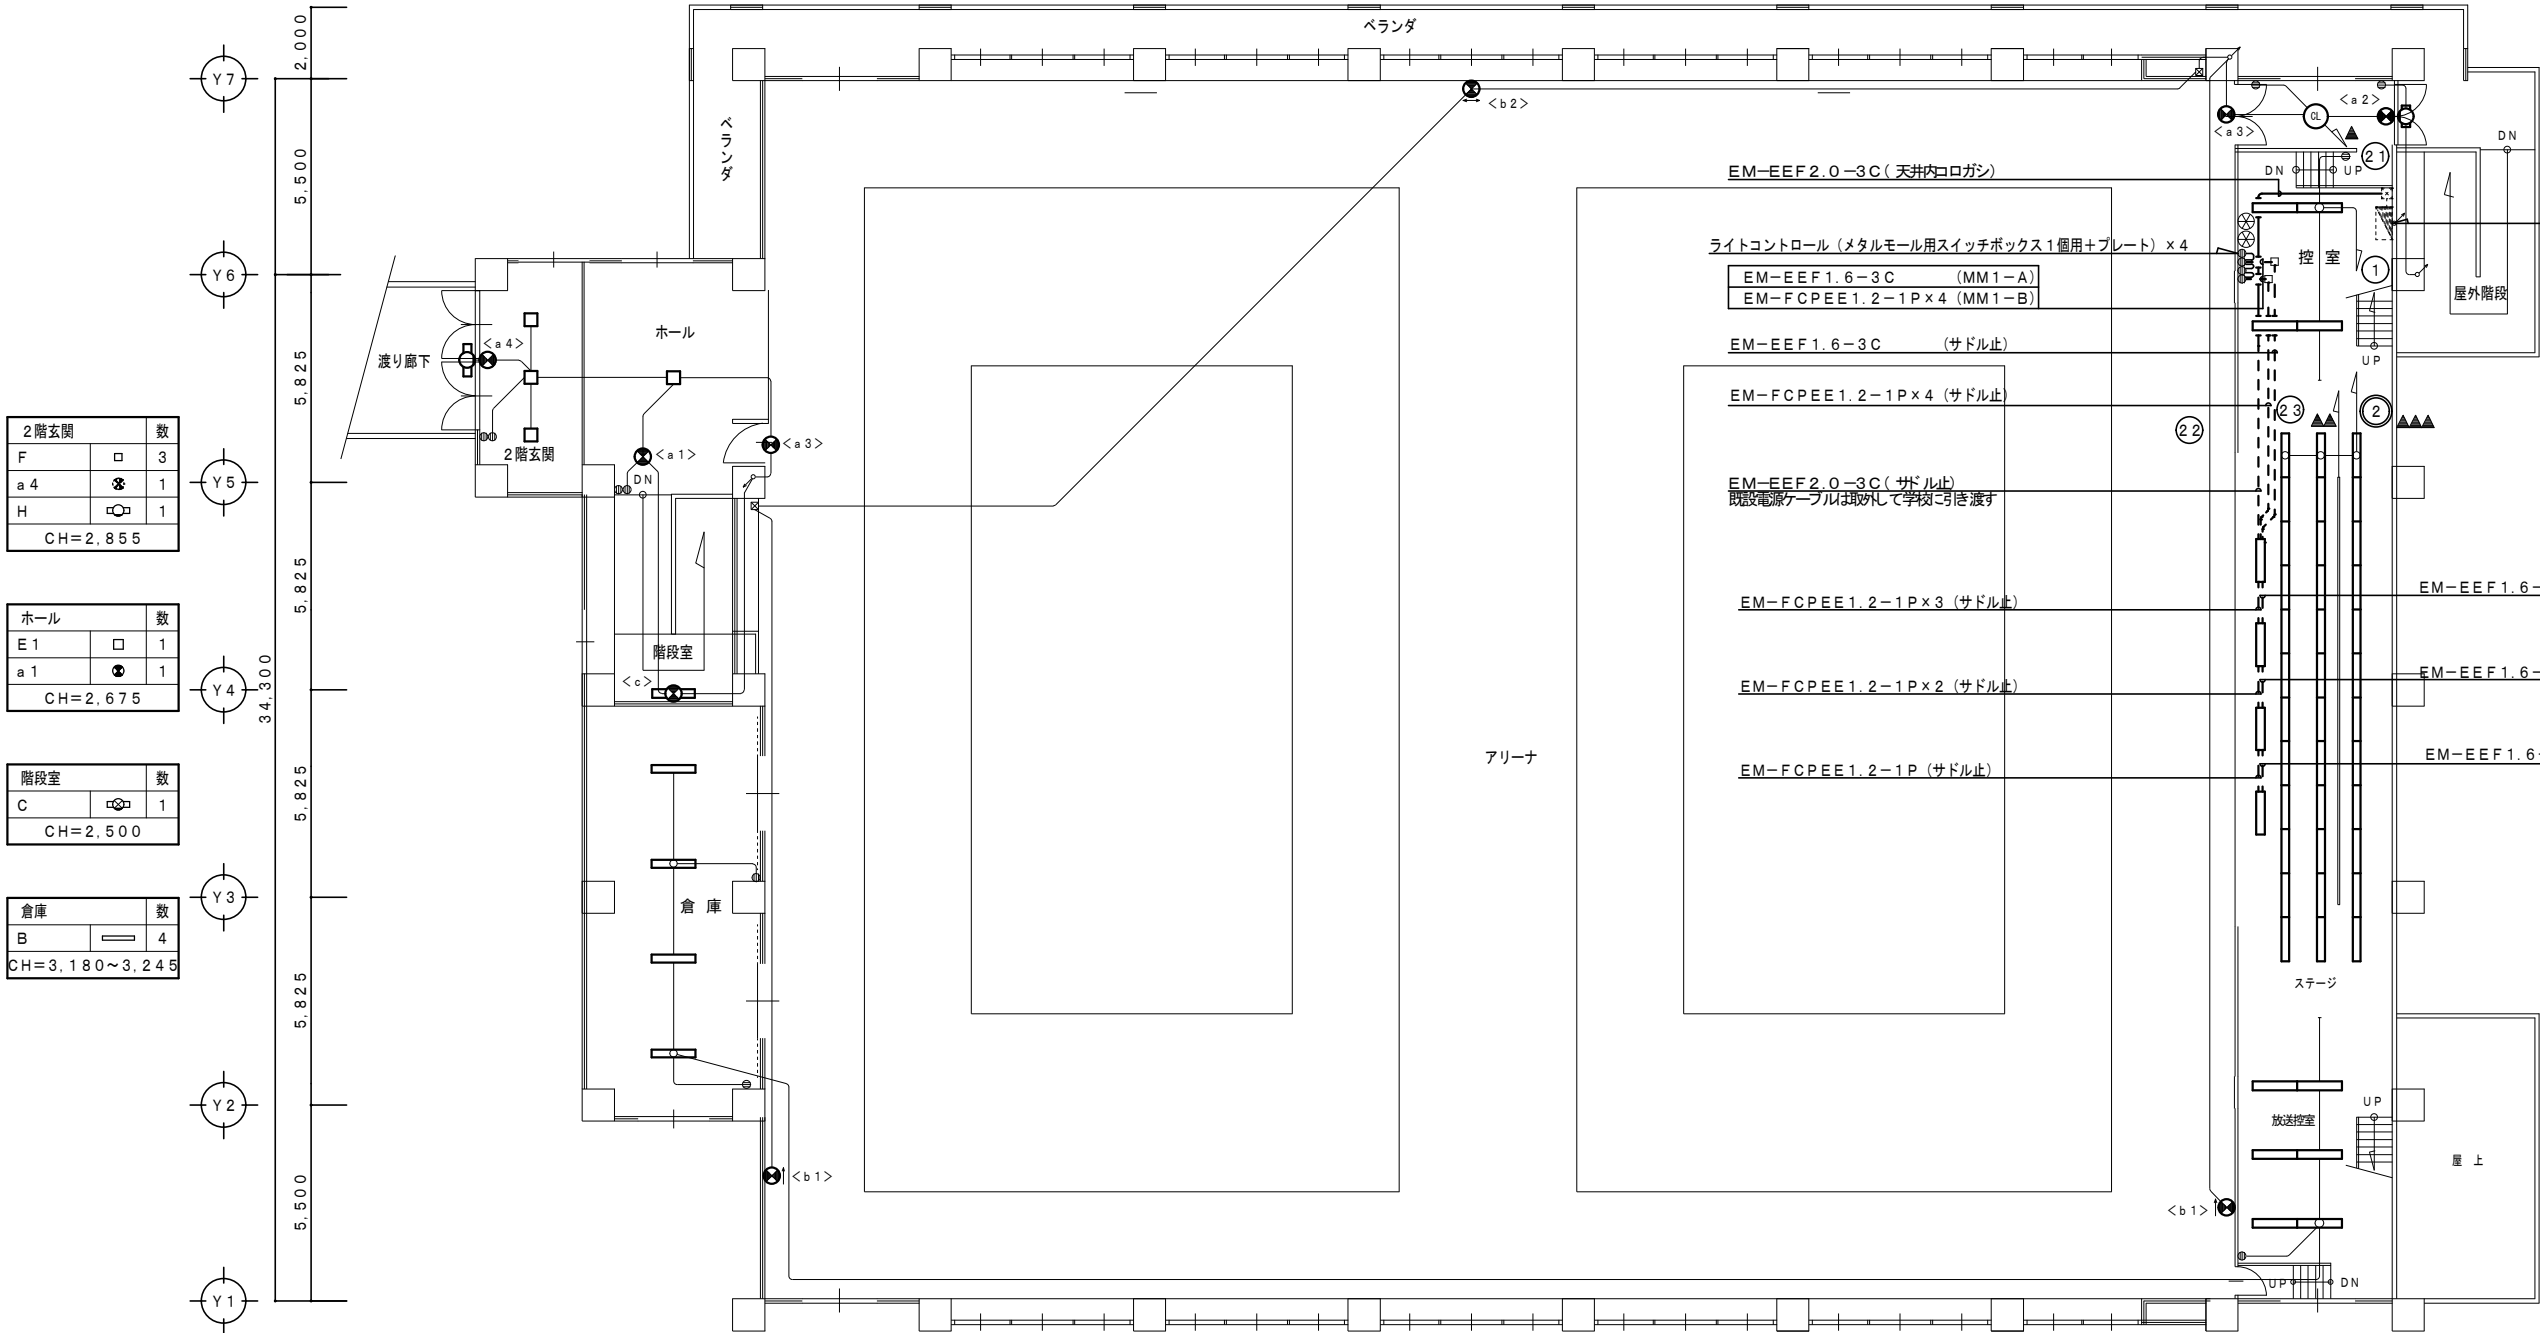 ベランダ
2,000
Y7
<b2>
<a2>
CL
<a3>
DN
21
ベランダ
EM-EEF2.0-3C(天井内コロガシ)
DN
UP
5,500
ライトコントロール(メタルモール用スイッチボックス1個用+プレート)×4
控室
Y6
1
EM-EEF1.6-3C (MM1-A)
EM-FCPEE1.2-1P×4 (MM1-B)
屋外階段
ホール
<a4>
渡り廊下
EM-EEF1.6-3C (サドル止)
UP
5,825
EM-FCPEE1.2-1P×4 (サドル止)
23
2
22
2階玄関 数
F 3
a4 1
H 1
CH=2,855
<a3>
2階玄関
<a1>
DN
Y5
EM-EEF2.0-3C(サドル止)
既設電源ケーブルは取外して学校に引き渡す
5,825
EM-EEF1.6-
EM-FCPEE1.2-1P×3 (サドル止)
ホール 数
E1 1
a1 1
CH=2,675
階段室
34,300
<c>
Y4
EM-EEF1.6-
EM-FCPEE1.2-1P×2 (サドル止)
アリーナ
EM-EEF1.6-
EM-FCPEE1.2-1P (サドル止)
5,825
階段室 数
C 1
CH=2,500
Y3
倉庫
倉庫 数
B 4
CH=3,180~3,245
5,825
ステージ
Y2
UP
放送控室
屋上
<b1>
<b1>
5,500
UP
DN
Y1